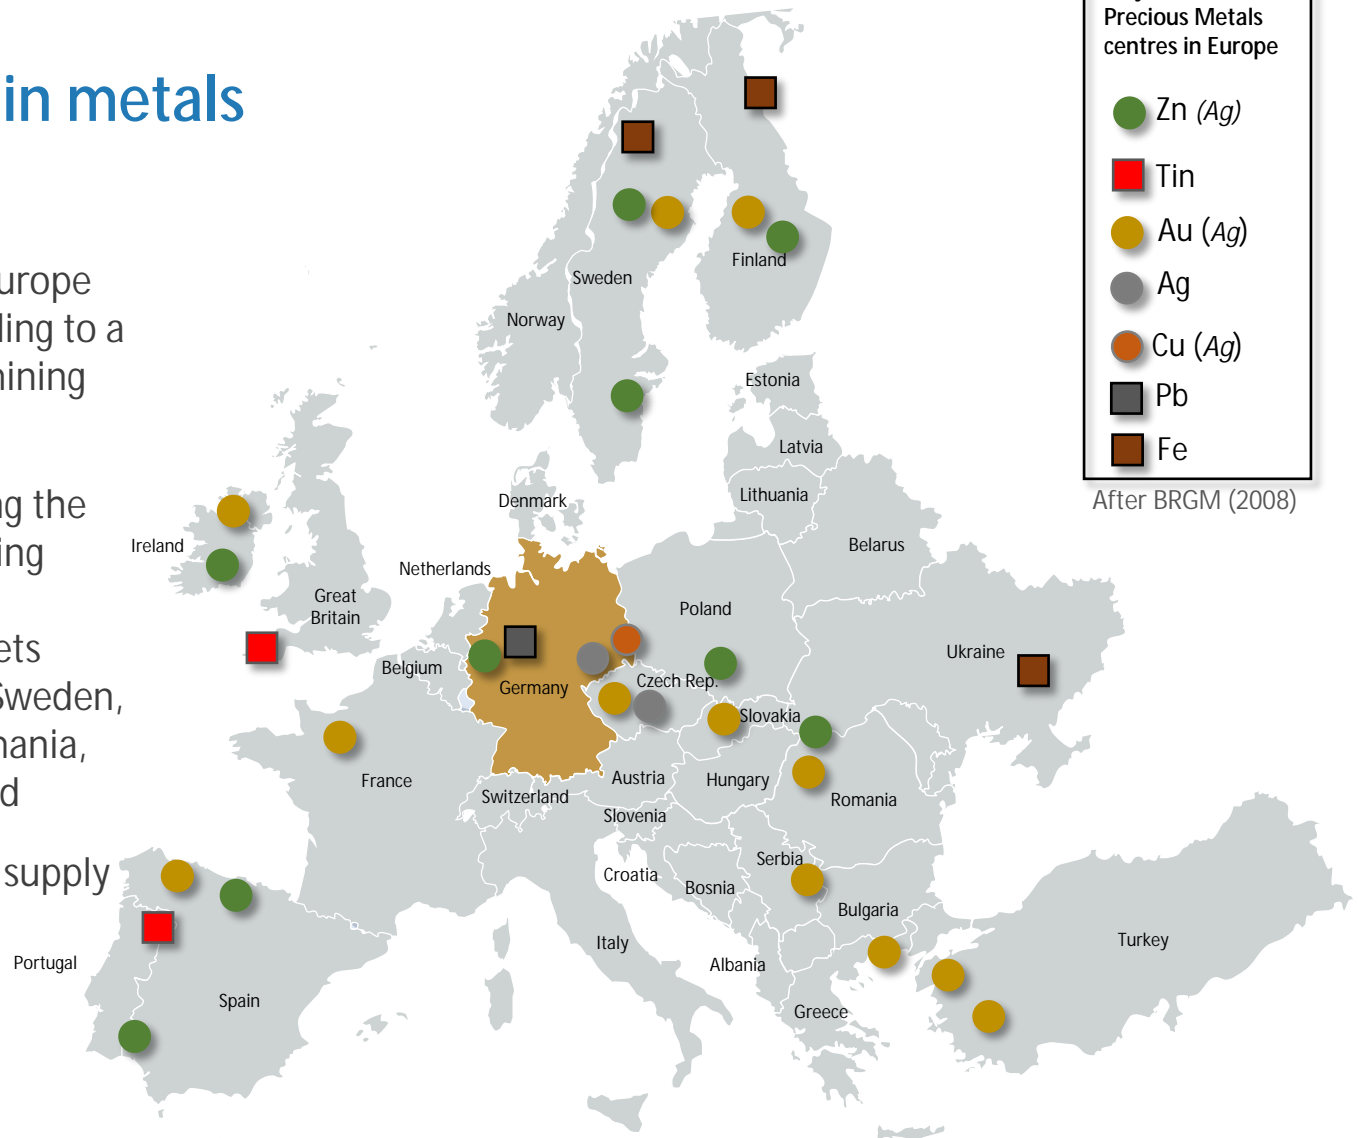 in metals
urope
ling to a
nining
ng the
ing
ets
Sweden,
nania,
d
supply
Precious Metals
centres in Europe
Zn (Ag)
Tin
Au (Ag)
Ag
Cu (Ag)
Pb
Fe
After BRGM (2008)
Finland
Sweden
Norway
Estonia
Latvia
Lithuania
Denmark
Belarus
Ireland
Netherlands
Great
Britain
Poland
Ukraine
Belgium
Germany
Czech Rep.
Slovakia
France
Austria
Hungary
Switzerland
Romania
Slovenia
Serbia
Croatia
Bosnia
Bulgaria
Italy
Turkey
Portugal
Albania
Spain
Greece